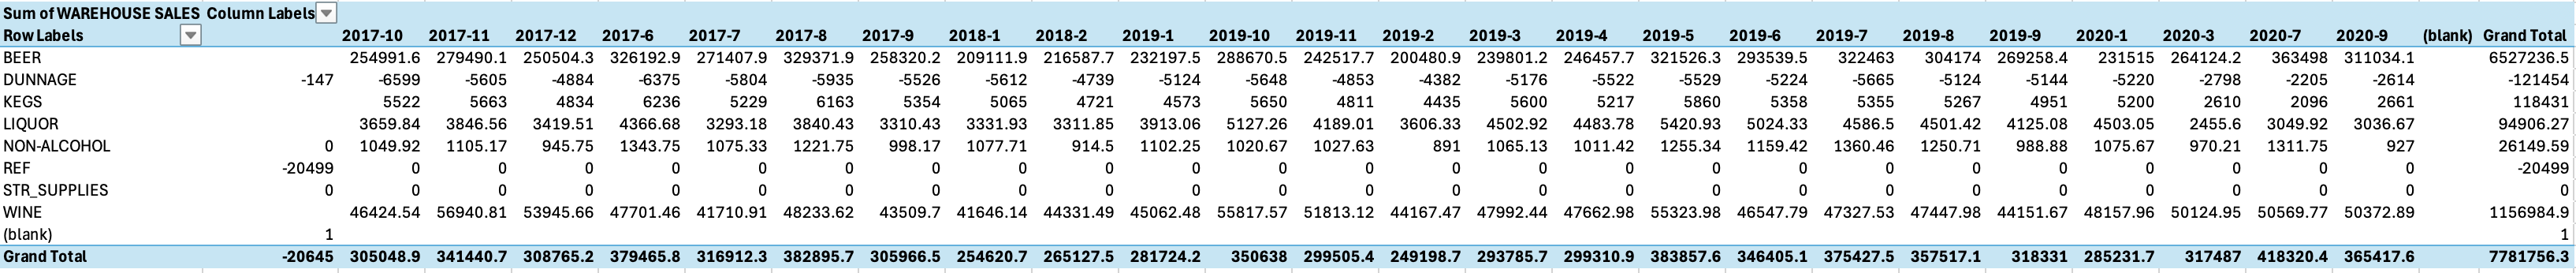 Sum of WAREHOUSE SALES Column Labels
Row Labels 2017-10 2017-11 2017-12 2017-6 2017-7 2017-8 2017-9 2018-1 2018-2 2019-1 2019-10 2019-11 2019-2 2019-3 2019-4 2019-5 2019-6 2019-7 2019-8 2019-9 2020-1 2020-3 2020-7 2020-9 (blank) Grand Total
BEER 254991.6 279490.1 250504.3 326192.9 271407.9 329371.9 258320.2 209111.9 216587.7 232197.5 288670.5 242517.7 200480.9 239801.2 246457.7 321526.3 293539.5 322463 304174 269258.4 231515 264124.2 363498 311034.1 6527236.5
DUNNAGE -147 -6599 -5605 -4884 -6375 -5804 -5935 -5526 -5612 -4739 -5124 -5648 -4853 -4382 -5176 -5522 -5529 -5224 -5665 -5124 -5144 -5220 -2798 -2205 -2614 -121454
KEGS 5522 5663 4834 6236 5229 6163 5354 5065 4721 4573 5650 4811 4435 5600 5217 5860 5358 5355 5267 4951 5200 2610 2096 2661 118431
LIQUOR 3659.84 3846.56 3419.51 4366.68 3293.18 3840.43 3310.43 3331.93 3311.85 3913.06 5127.26 4189.01 3606.33 4502.92 4483.78 5420.93 5024.33 4586.5 4501.42 4125.08 4503.05 2455.6 3049.92 3036.67 94906.27
NON-ALCOHOL 0 1049.92 1105.17 945.75 1343.75 1075.33 1221.75 998.17 1077.71 914.5 1102.25 1020.67 1027.63 891 1065.13 1011.42 1255.34 1159.42 1360.46 1250.71 988.88 1075.67 970.21 1311.75 927 26149.59
REF -20499 0 0 0 0 0 0 0 0 0 0 0 0 0 0 0 0 0 0 0 0 0 0 0 0 -20499
STR_SUPPLIES 0 0 0 0 0 0 0 0 0 0 0 0 0 0 0 0 0 0 0 0 0 0 0 0 0 0
WINE 46424.54 56940.81 53945.66 47701.46 41710.91 48233.62 43509.7 41646.14 44331.49 45062.48 55817.57 51813.12 44167.47 47992.44 47662.98 55323.98 46547.79 47327.53 47447.98 44151.67 48157.96 50124.95 50569.77 50372.89 1156984.9
(blank) 1 1
Grand Total -20645 305048.9 341440.7 308765.2 379465.8 316912.3 382895.7 305966.5 254620.7 265127.5 281724.2 350638 299505.4 249198.7 293785.7 299310.9 383857.6 346405.1 375427.5 357517.1 318331 285231.7 317487 418320.4 365417.6 7781756.3